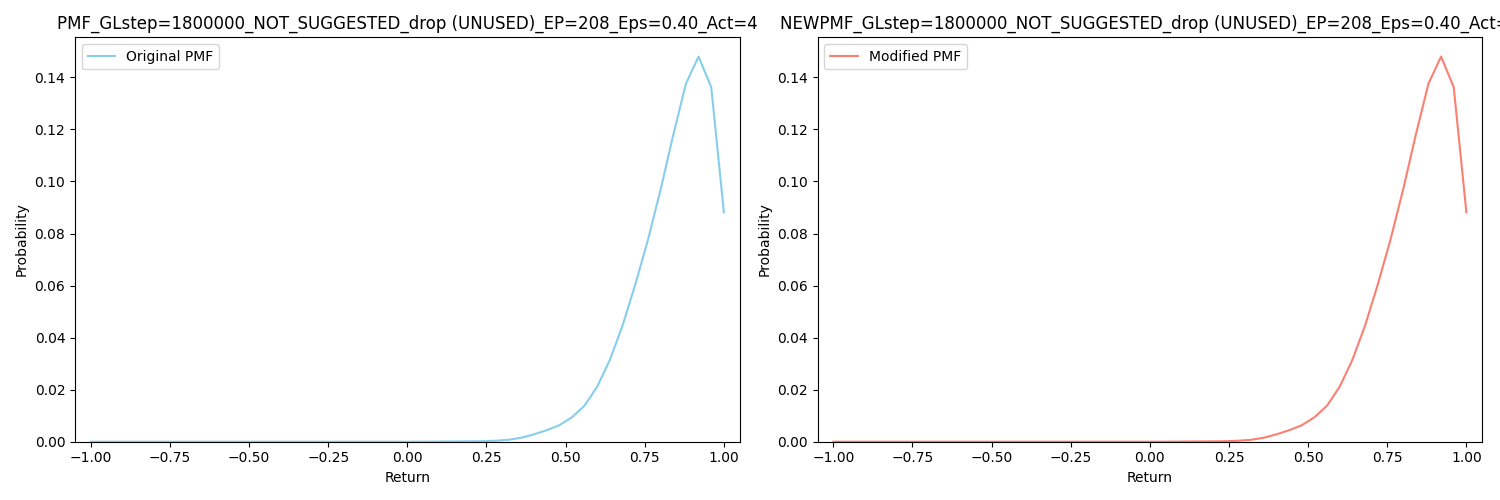 PMF_GLstep=1800000_NOT_SUGGESTED_drop (UNUSED)_EP=208_Eps=0.40_Act=4
Original PMF
Probability
0.14
0.12
0.10
0.08
0.06
0.04
0.02
0.00
−1.00 −0.75 −0.50 −0.25 0.00 0.25 0.50 0.75 1.00
Return
NEWPMF_GLstep=1800000_NOT_SUGGESTED_drop (UNUSED)_EP=208_Eps=0.40_Act=
Modified PMF
Probability
0.14
0.12
0.10
0.08
0.06
0.04
0.02
0.00
−1.00 −0.75 −0.50 −0.25 0.00 0.25 0.50 0.75 1.00
Return